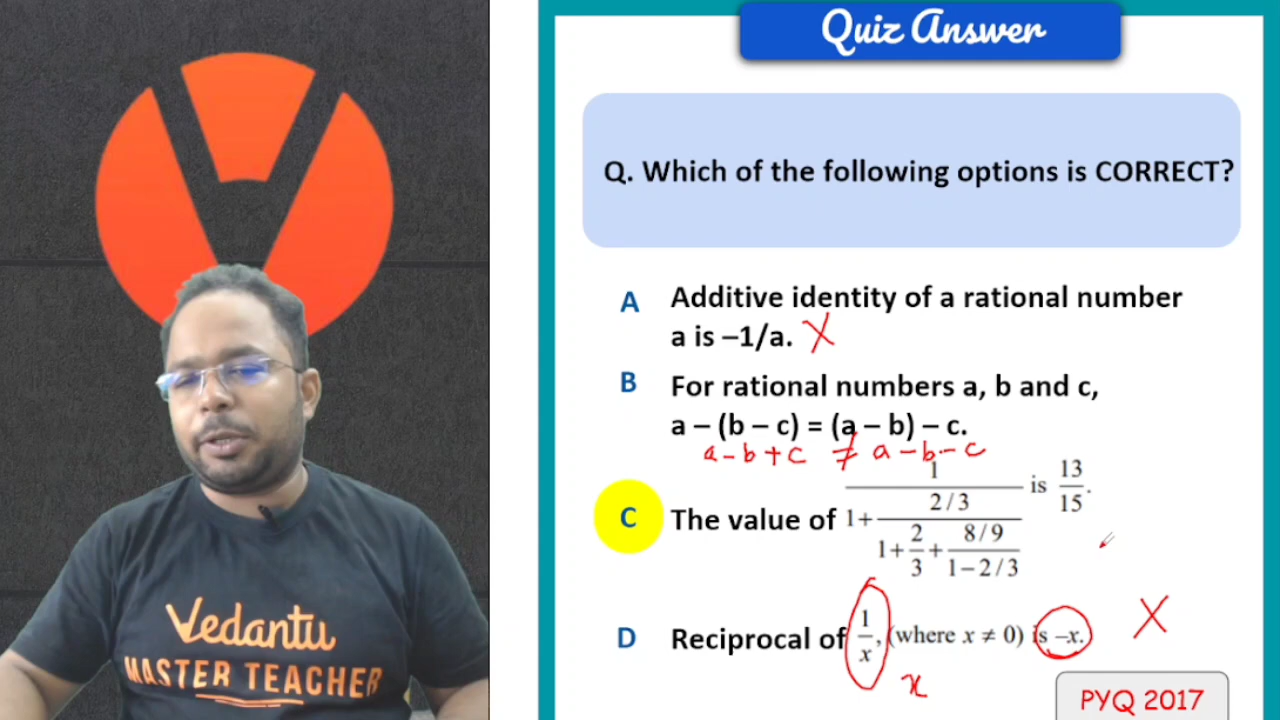 Quiz Answer
Q. Which of the following options is CORRECT?
A Additive identity of a rational number
a is –1/a. X
B For rational numbers a, b and c,
a – (b – c) = (a – b) – c.
a – b + c ≠ a – b – c
C The value of 1/(1+(2/3)/(1+2/3+(8/9)/(1−2/3))) is 13/15.
D Reciprocal of 1/x, (where x ≠ 0) is –x. X
x
PYQ 2017
Vedantu
MASTER TEACHER